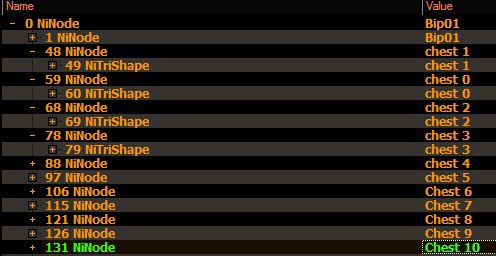 Name Value
0 NiNode Bip01
1 NiNode Bip01
48 NiNode chest 1
49 NiTriShape chest 1
59 NiNode chest 0
60 NiTriShape chest 0
68 NiNode chest 2
69 NiTriShape chest 2
78 NiNode chest 3
79 NiTriShape chest 3
88 NiNode chest 4
97 NiNode chest 5
106 NiNode Chest 6
115 NiNode Chest 7
121 NiNode Chest 8
126 NiNode Chest 9
131 NiNode Chest 10